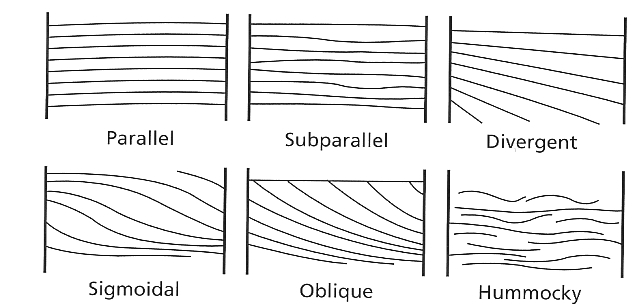 Parallel
Subparallel
Divergent
Sigmoidal
Oblique
Hummocky